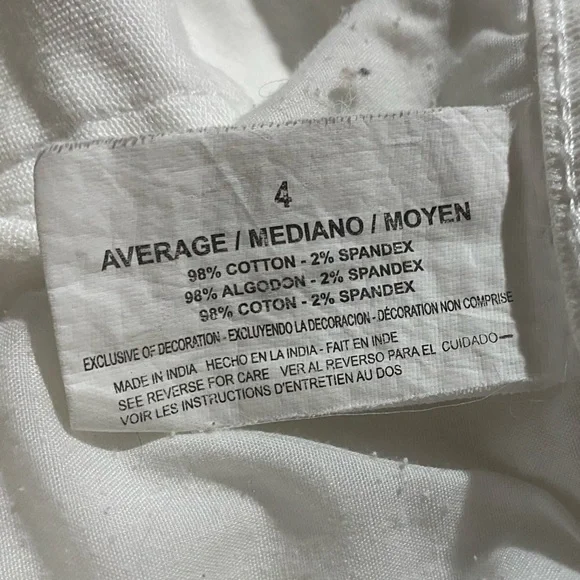 4
AVERAGE / MEDIANO / MOYEN
98% COTTON - 2% SPANDEX
98% ALGODON - 2% SPANDEX
98% COTON - 2% SPANDEX
EXCLUSIVE OF DECORATION - EXCLUYENDO LA DECORACION - DÉCORATION NON COMPRISE
MADE IN INDIA HECHO EN LA INDIA - FAIT EN INDE
SEE REVERSE FOR CARE VER AL REVERSO PARA EL CUIDADO
VOIR LES INSTRUCTIONS D'ENTRETIEN AU DOS